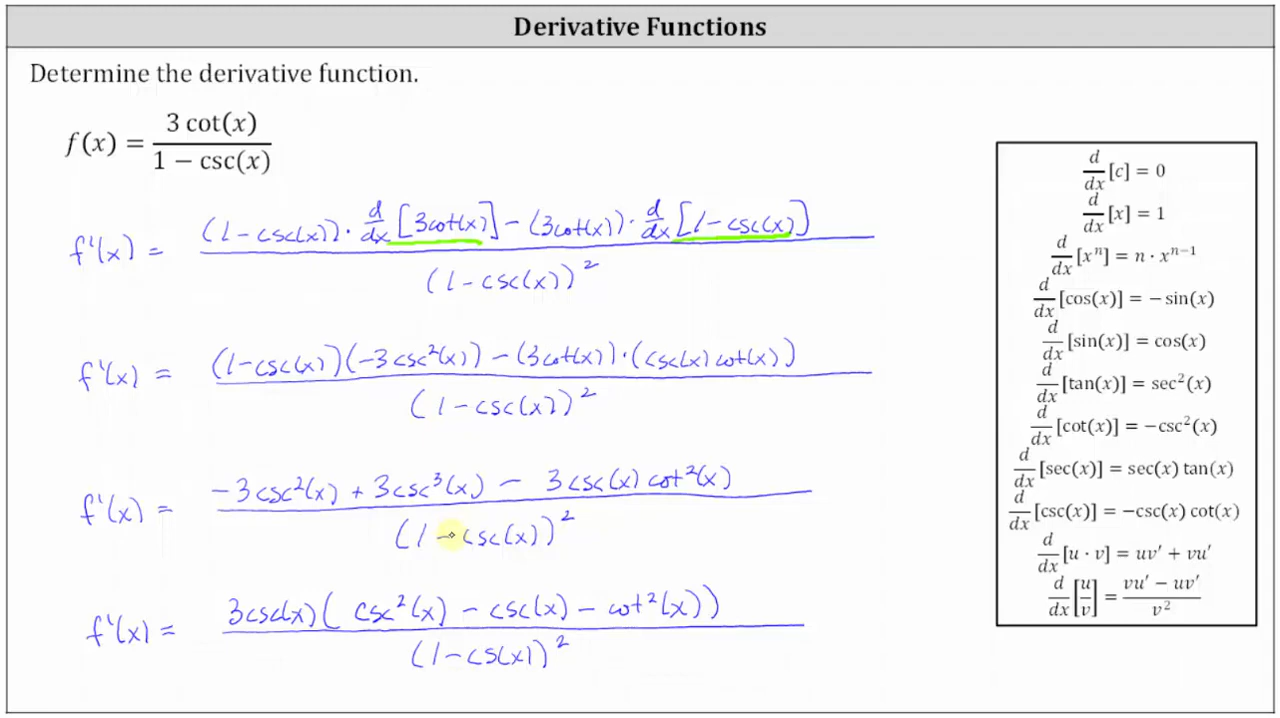 Derivative Functions
Determine the derivative function.
f(x) = 3 cot(x) / 1 − csc(x)
f'(x) = (1-csc(x)) · d/dx [3cot(x)] - (3cot(x)) · d/dx [1-csc(x)] / (1-csc(x))²
f'(x) = (1-csc(x))(-3csc²(x)) - (3cot(x))·(csc(x)cot(x)) / (1-csc(x))²
f'(x) = -3csc²(x) + 3csc³(x) - 3csc(x)cot²(x) / (1-csc(x))²
f'(x) = 3csc(x)(csc²(x) - csc(x) - cot²(x)) / (1-csc(x))²
d/dx [c] = 0
d/dx [x] = 1
d/dx [xⁿ] = n · xⁿ⁻¹
d/dx [cos(x)] = − sin(x)
d/dx [sin(x)] = cos(x)
d/dx [tan(x)] = sec²(x)
d/dx [cot(x)] = −csc²(x)
d/dx [sec(x)] = sec(x) tan(x)
d/dx [csc(x)] = −csc(x) cot(x)
d/dx [u · v] = uv′ + vu′
d/dx [u/v] = vu′ − uv′ / v²